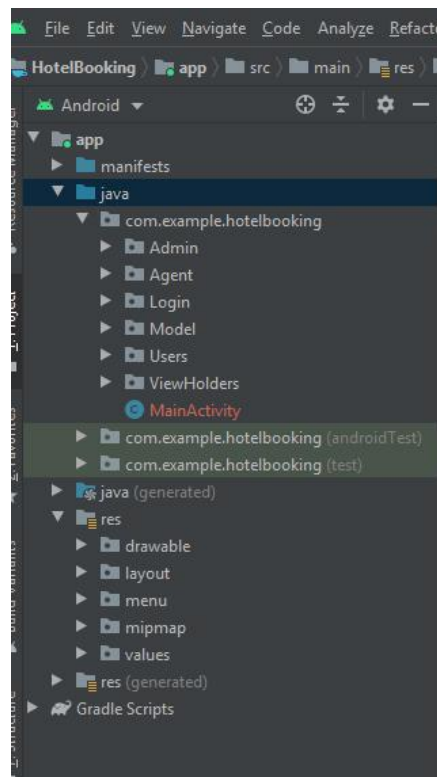 File Edit View Navigate Code Analyze Refacto
HotelBooking app src main res
Android
app
manifests
java
com.example.hotelbooking
Admin
Agent
Login
Model
Users
ViewHolders
MainActivity
com.example.hotelbooking (androidTest)
com.example.hotelbooking (test)
java (generated)
res
drawable
layout
menu
mipmap
values
res (generated)
Gradle Scripts